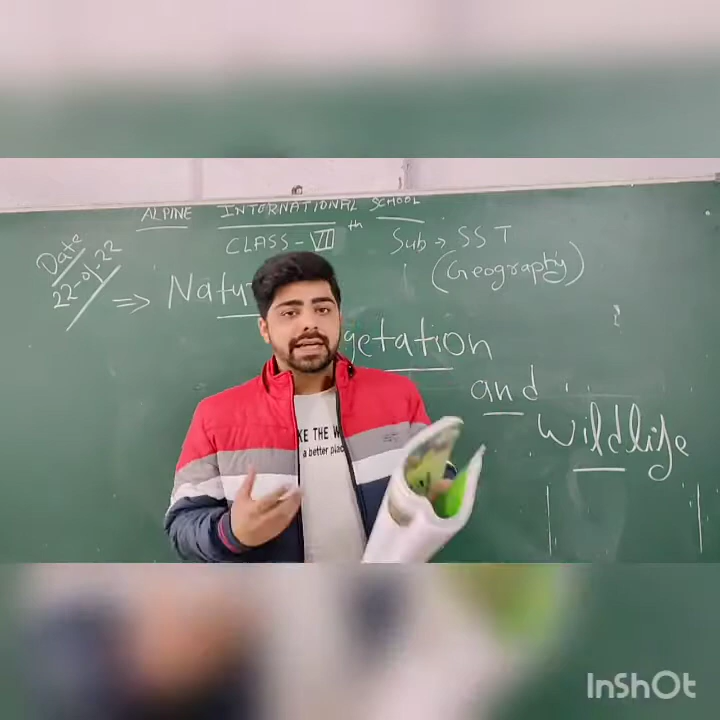 ALPINE INTERNATIONAL SCHOOL
CLASS - VII th Sub → SST
(Geography)
Date
22-01-22
⇒ Natu
getation
and
wildlife
KE THE W
a better plac
InShOt